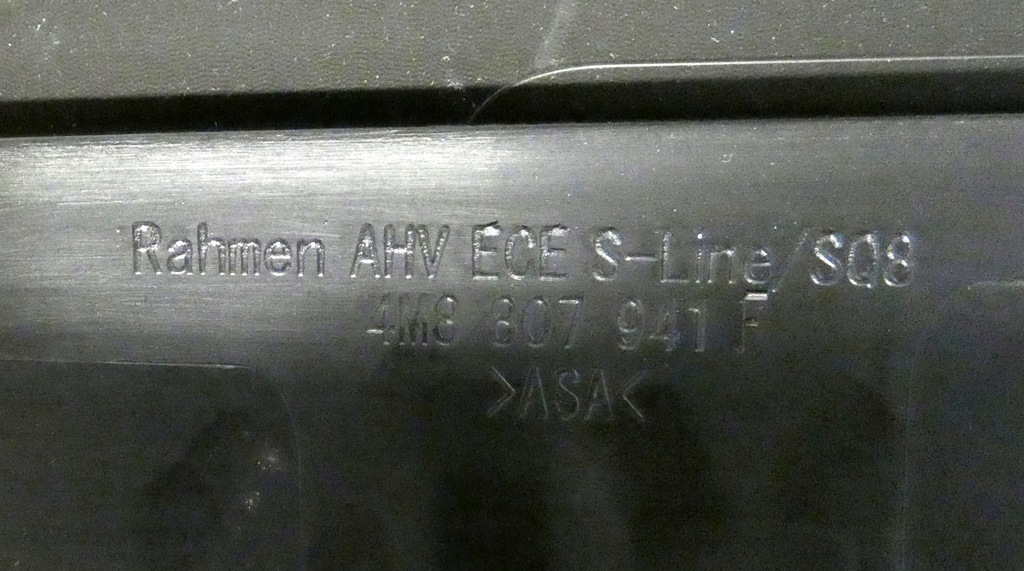 Rahmen AHV ECE S-Line/SQ8
4M8 807 941 F
>ASA<